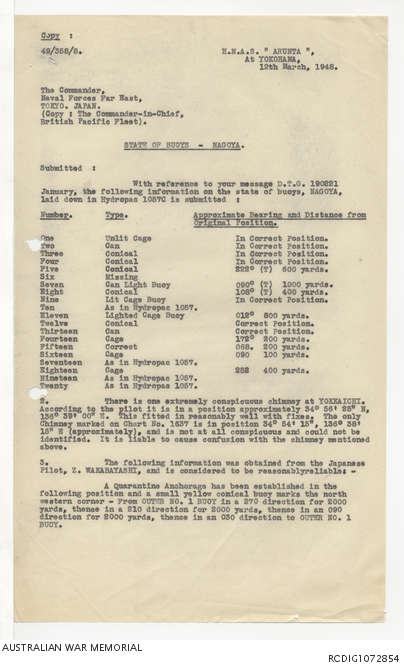 Copy :
49/358/8.
H.N.A.S. " ARUNTA ",
At YOKOHAMA,
12th March, 1948.
The Commander,
Naval Forces Far East,
TOKYO. JAPAN.
(Copy : The Commander-in-Chief,
British Pacific Fleet).
STATE OF BUOYS - NAGOYA.
Submitted :
With reference to your message D.T.O. 190221
January, the following information on the state of buoys, NAGOYA,
laid down in Hydropac 1057C is submitted :
Number. Type. Approximate Bearing and Distance from
Original Position.
One Unlit Cage In Correct Position.
Two Can In Correct Position.
Three Conical In Correct Position.
Four Conical In Correct Position.
Five Conical 222° (T) 600 yards.
Six Missing
Seven Can Light Buoy 090° (T) 1000 yards.
Eight Conical 108° (T) 400 yards.
Nine Lit Cage Buoy In Correct Position.
Ten As in Hydropac 1057.
Eleven Lighted Cage Buoy 012° 800 yards.
Twelve Conical Correct Position.
Thirteen Can Correct Position.
Fourteen Cage 172° 200 yards.
Fifteen Correct 068. 200 yards.
Sixteen Cage 090 100 yards.
Seventeen As in Hydropac 1057.
Eighteen Cage 252 400 yards.
Nineteen As in Hydropac 1057.
Twenty As in Hydropac 1057.
2. There is one extremely conspicuous chimney at YOKKAICHI.
According to the pilot it is in a position approximately 34° 56' 25" N,
136° 39' 00" E. This fitted in reasonably well with fixes. The only
Chimney marked on Chart No. 1637 is in position 34° 54' 13", 136° 38'
15" E (approximately), and is not at all conspicuous and could not be
identified. It is liable to cause confusion with the chimney mentioned
above.
3. The following information was obtained from the Japanese
Pilot, Z. WAKABAYASHI, and is considered to be reasonablyreliable: -
A Quarantine Anchorage has been established in the
following position and a small yellow conical buoy marks the north
western corner - From OUTER NO. 1 BUOY in a 270 direction for 2000
yards, thence in a 210 direction for 2000 yards, thence in an 090
direction for 2000 yards, thence in an 030 direction to OUTER NO. 1
BUOY.
AUSTRALIAN WAR MEMORIAL
RCDIG1072854